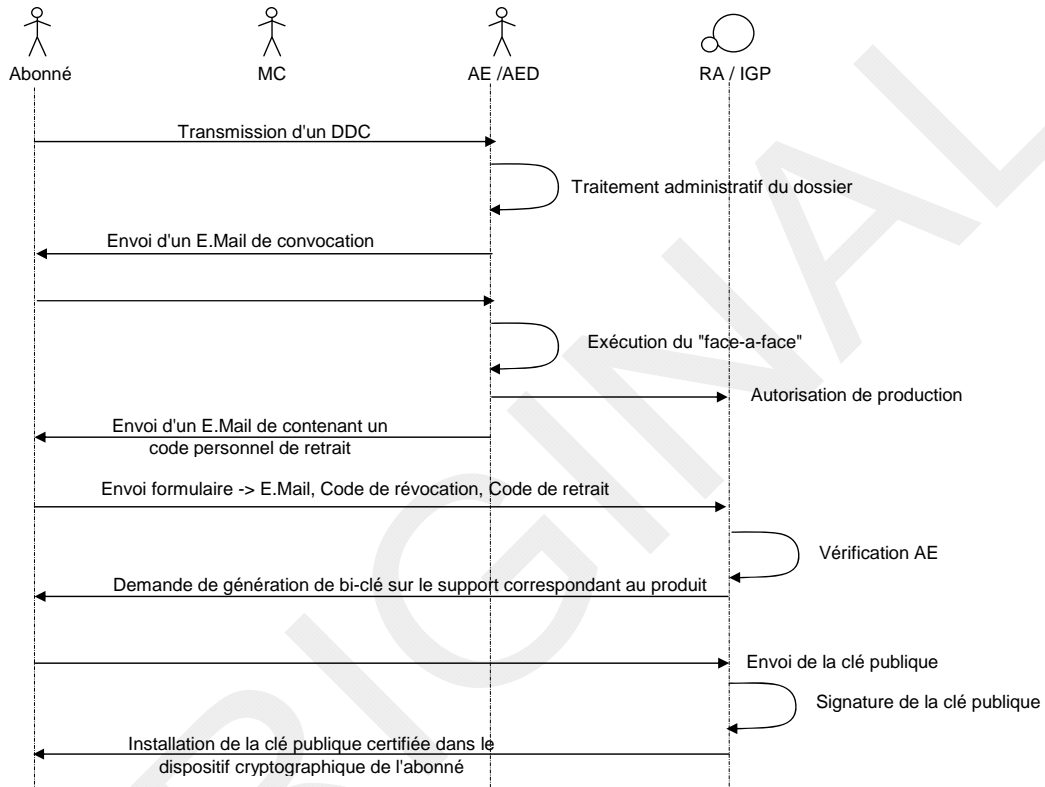 Abonné
MC
AE /AED
RA / IGP
Transmission d'un DDC
Traitement administratif du dossier
Envoi d'un E.Mail de convocation
Exécution du "face-a-face"
Autorisation de production
Envoi d'un E.Mail de contenant un
code personnel de retrait
Envoi formulaire -> E.Mail, Code de révocation, Code de retrait
Vérification AE
Demande de génération de bi-clé sur le support correspondant au produit
Envoi de la clé publique
Signature de la clé publique
Installation de la clé publique certifiée dans le
dispositif cryptographique de l'abonné
ORIGINAL